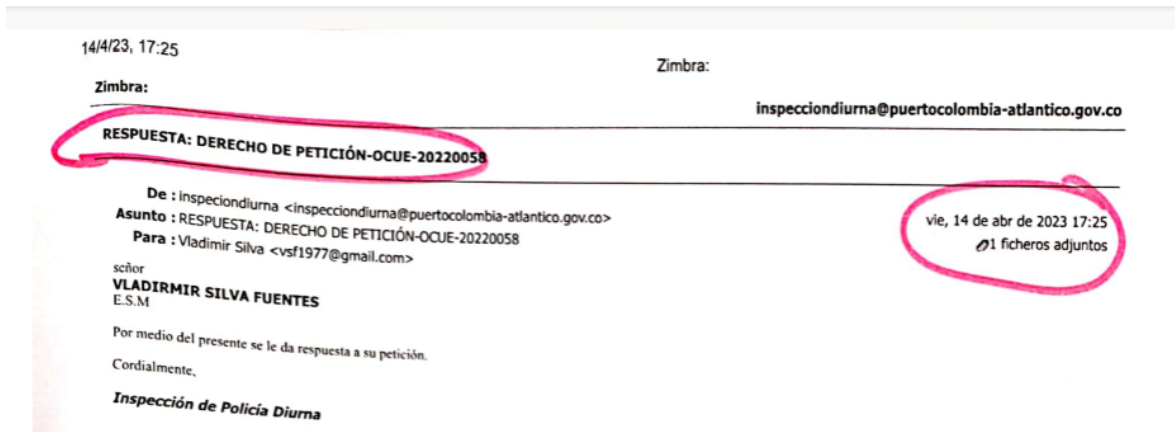 14/4/23, 17:25
Zimbra:
Zimbra:
inspecciondiurna@puertocolombia-atlantico.gov.co
RESPUESTA: DERECHO DE PETICIÓN-OCUE-20220058
De : inspeciondiurna <inspecciondiurna@puertocolombia-atlantico.gov.co>
vie, 14 de abr de 2023 17:25
Asunto : RESPUESTA: DERECHO DE PETICIÓN-OCUE-20220058
1 ficheros adjuntos
Para : Vladimir Silva <vsf1977@gmail.com>
señor
VLADIRMIR SILVA FUENTES
E.S.M
Por medio del presente se le da respuesta a su petición.
Cordialmente,
Inspección de Policía Diurna